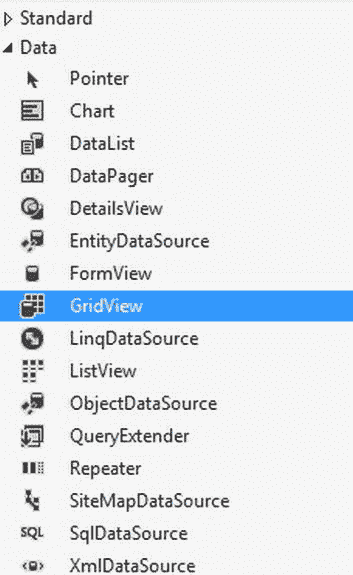 Standard
Data
Pointer
Chart
DataList
DataPager
DetailsView
EntityDataSource
FormView
GridView
LinqDataSource
ListView
ObjectDataSource
QueryExtender
Repeater
SiteMapDataSource
SQL SqlDataSource
XmlDataSource